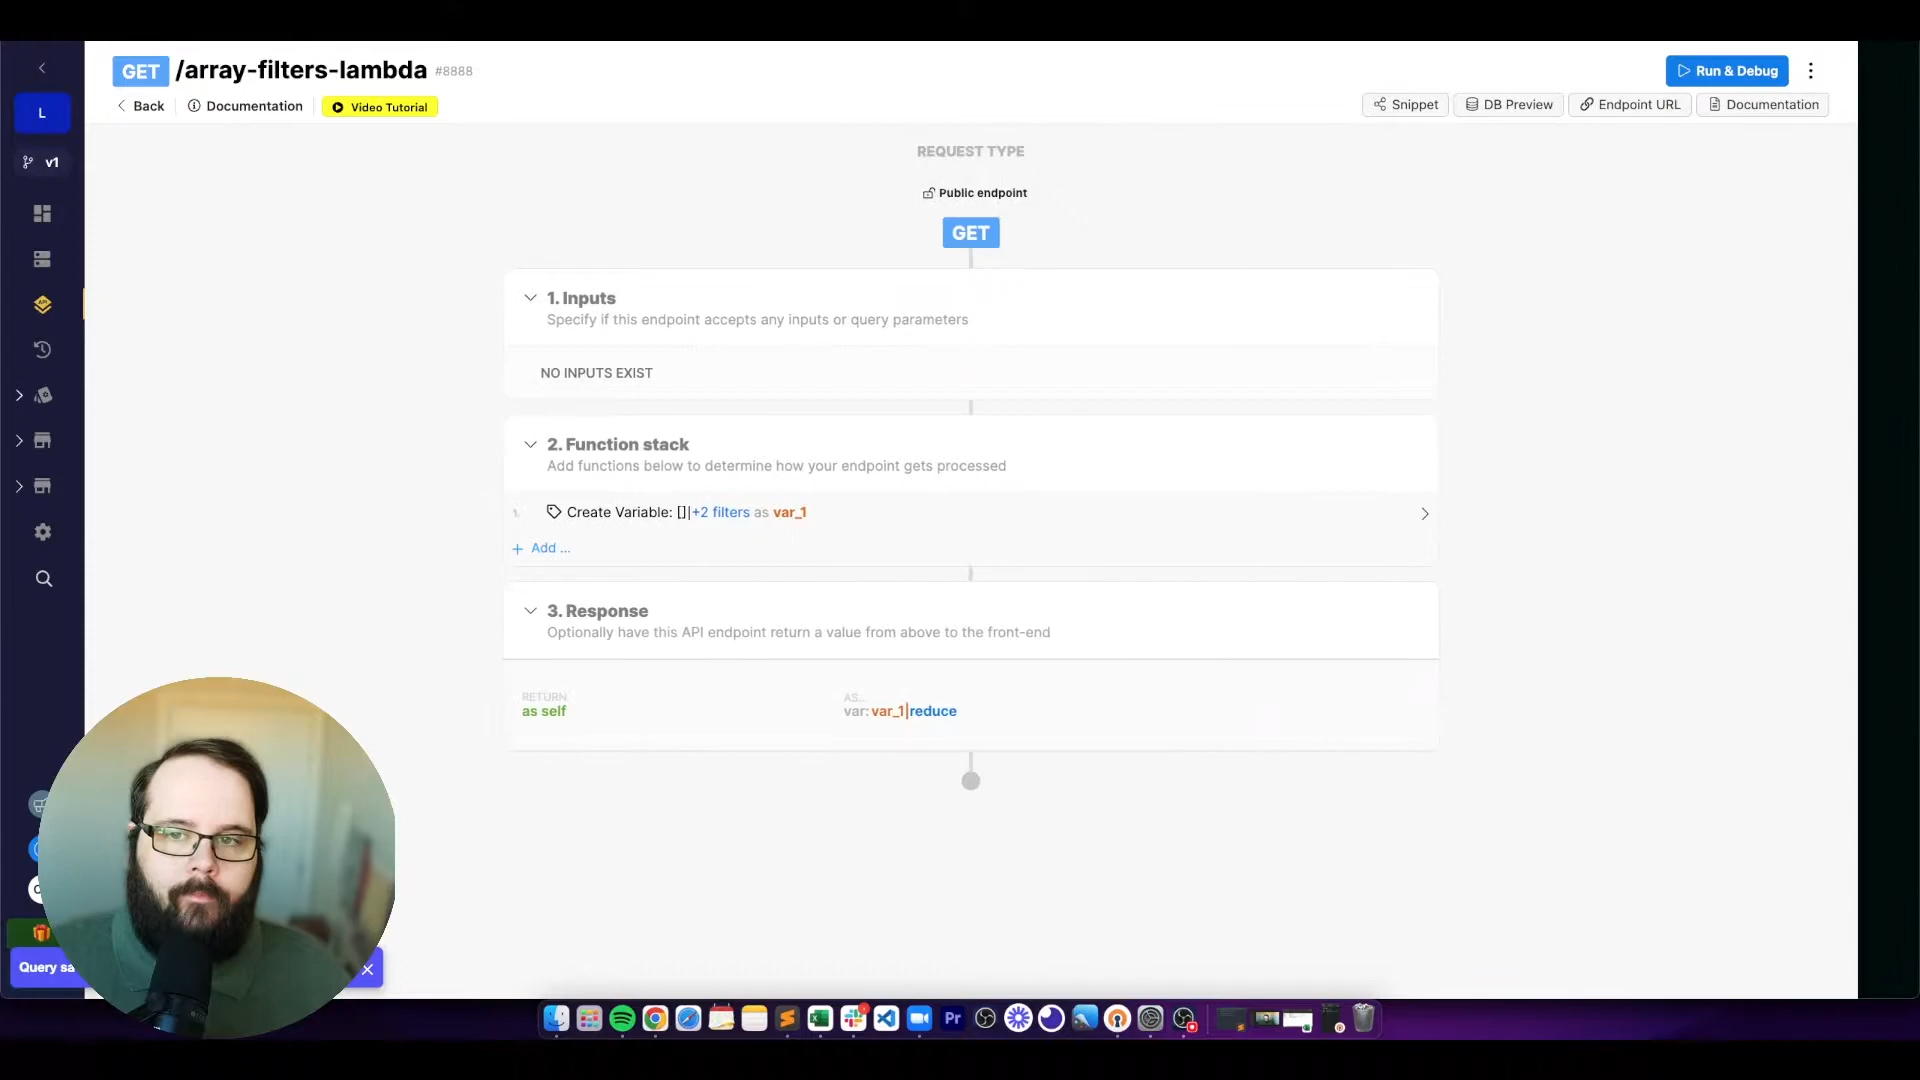 GET /array-filters-lambda #8888
Run & Debug
L
Back
Documentation
Video Tutorial
Snippet
DB Preview
Endpoint URL
Documentation
v1
REQUEST TYPE
Public endpoint
GET
API
1. Inputs
Specify if this endpoint accepts any inputs or query parameters
NO INPUTS EXIST
2. Function stack
Add functions below to determine how your endpoint gets processed
1. Create Variable: []|+2 filters as var_1
+ Add ...
3. Response
Optionally have this API endpoint return a value from above to the front-end
RETURN
as self
AS...
var: var_1|reduce
Query sa
Pr